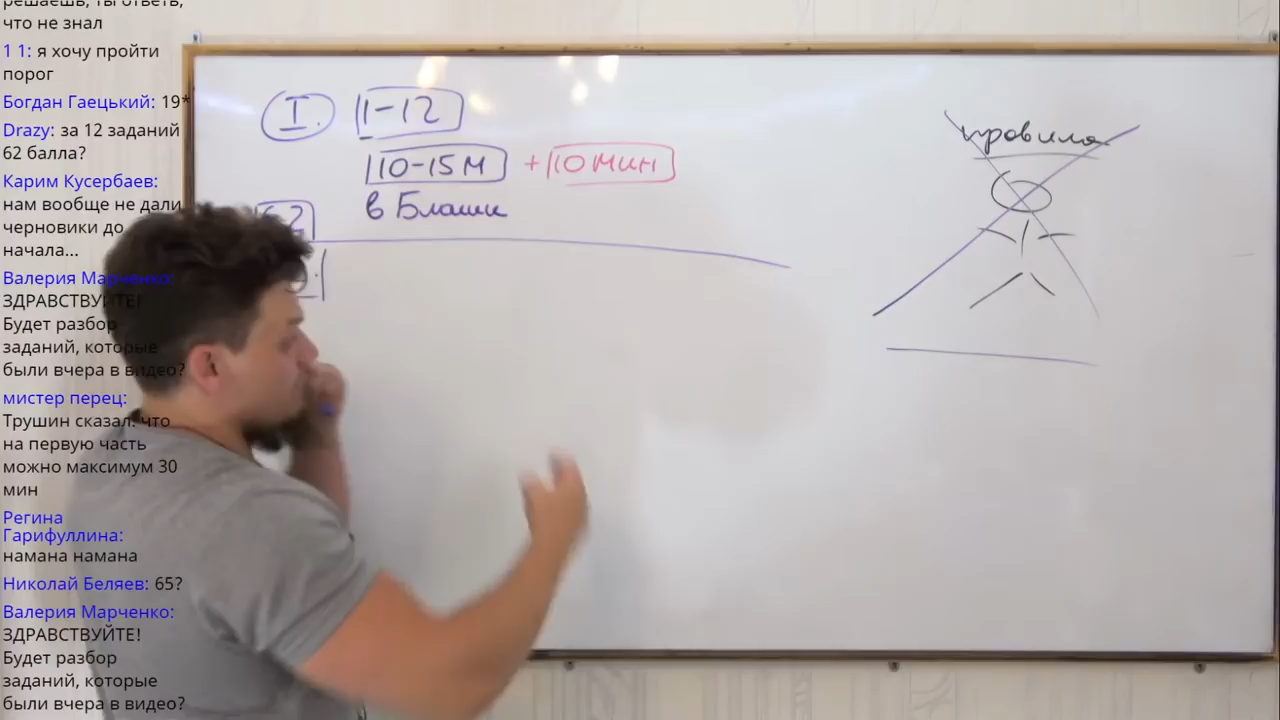 решаешь, ты ответь,
что не знал
1 1: я хочу пройти
порог
Богдан Гаецький: 19*
Drazy: за 12 заданий
62 балла?
Карим Кусербаев:
нам вообще не дали
черновики до
начала...
Валерия Марченко:
ЗДРАВСТВУЙТЕ!
Будет разбор
заданий, которые
были вчера в видео?
мистер перец:
Трушин сказал. что
на первую часть
можно максимум 30
мин
Регина
Гарифуллина:
намана намана
Николай Беляев: 65?
Валерия Марченко:
ЗДРАВСТВУЙТЕ!
Будет разбор
заданий, которые
были вчера в видео?
I. 1-12
10-15 м + 10 мин
в Бланки
правила